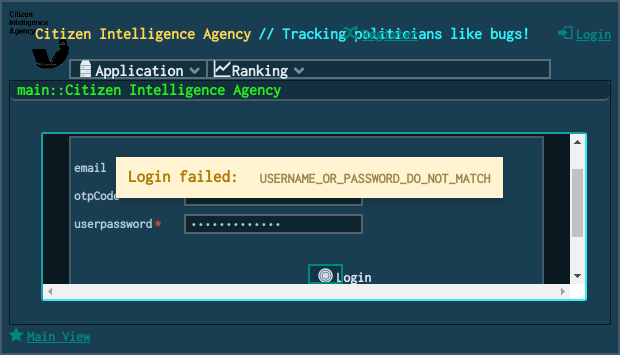 Citizen
Intelligence
Agency
Citizen Intelligence Agency // Tracking politicians like bugs!
Register
Login
Application
Ranking
main::Citizen Intelligence Agency
email
Login failed: USERNAME_OR_PASSWORD_DO_NOT_MATCH
otpCode
userpassword*
Login
Main View